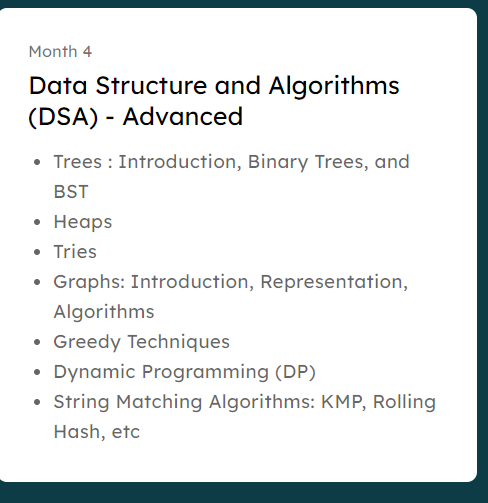 Month 4
Data Structure and Algorithms
(DSA) - Advanced
• Trees : Introduction, Binary Trees, and
BST
• Heaps
• Tries
• Graphs: Introduction, Representation,
Algorithms
• Greedy Techniques
• Dynamic Programming (DP)
• String Matching Algorithms: KMP, Rolling
Hash, etc